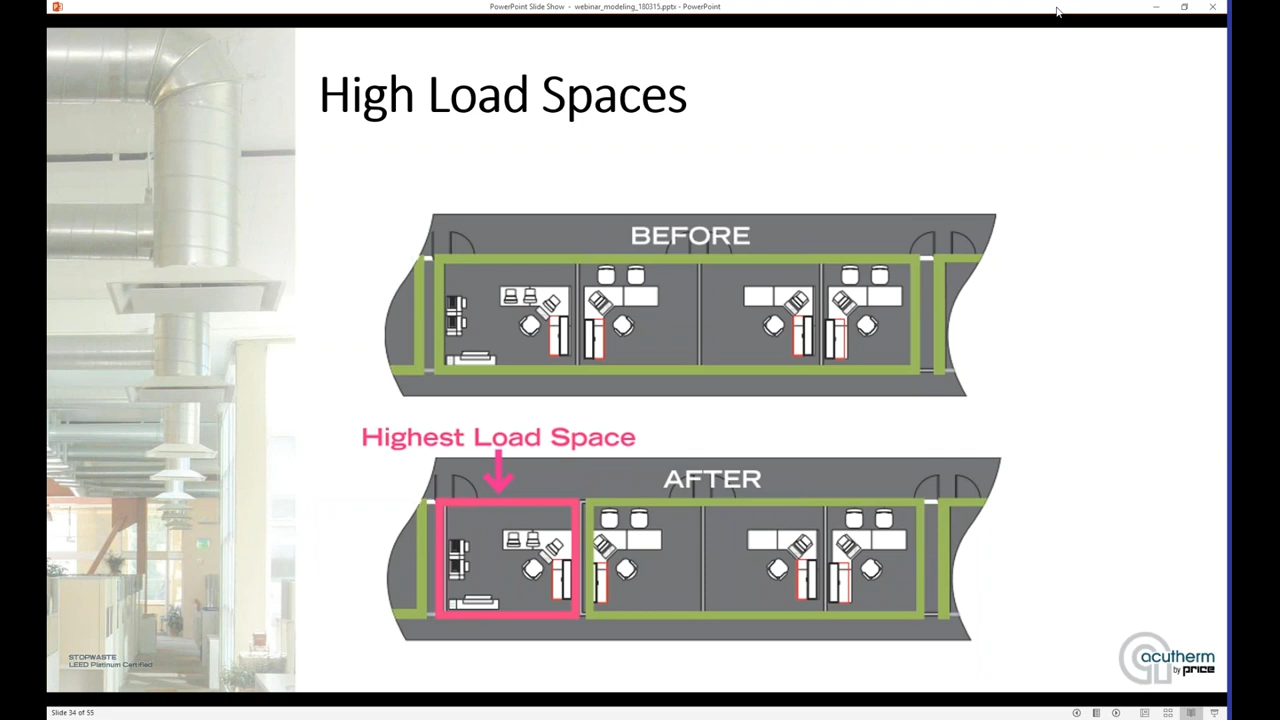 PowerPoint Slide Show - webinar_modeling_180315.pptx - PowerPoint
High Load Spaces
BEFORE
Highest Load Space
AFTER
STOPWASTE
LEED Platinum Certified
acutherm
by PRICE
Slide 34 of 55